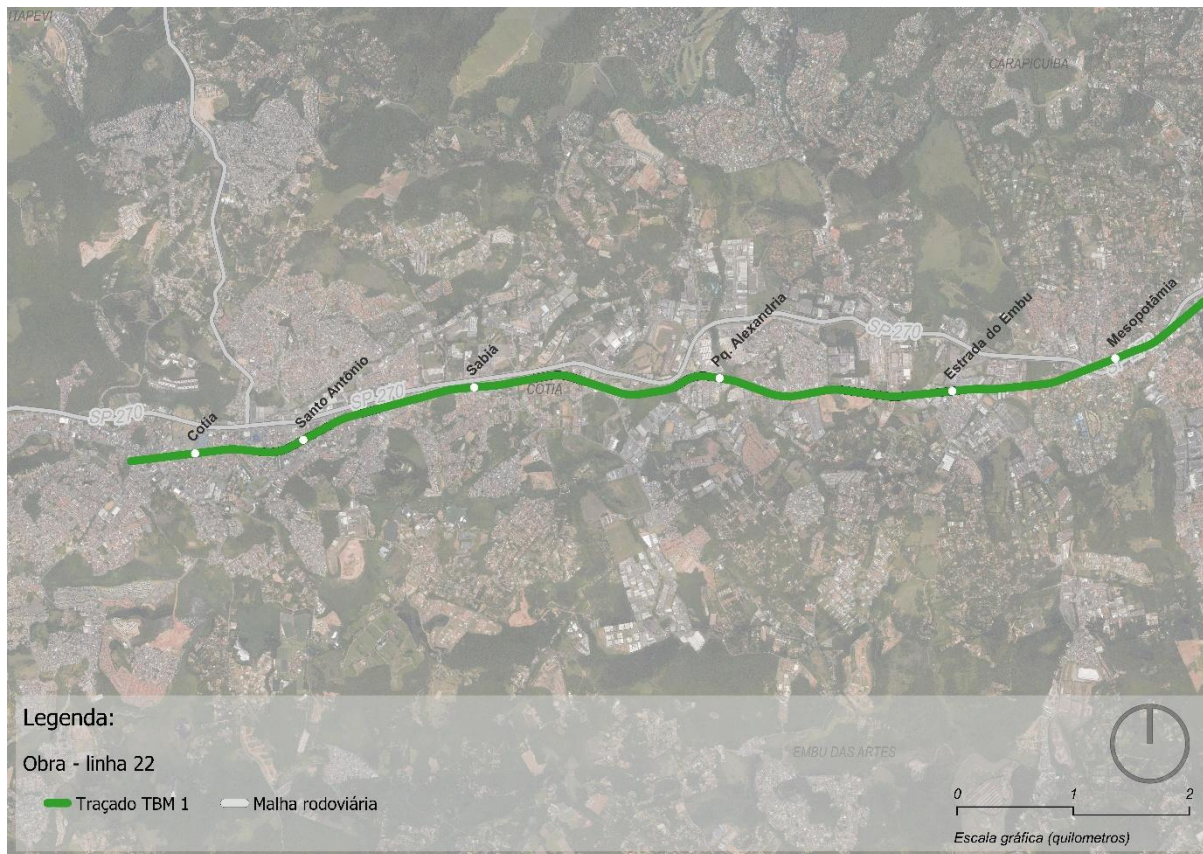 ITAPEVI
CARAPICUÍBA
SP 270
Mesopotâmia
Estrada do Embu
Pq. Alexandria
Sabiá
COTIA
SP-270
Santo Antônio
SP-270
Cotia
EMBU DAS ARTES
Legenda:
Obra - linha 22
Traçado TBM 1
Malha rodoviária
0 1 2
Escala gráfica (quilometros)